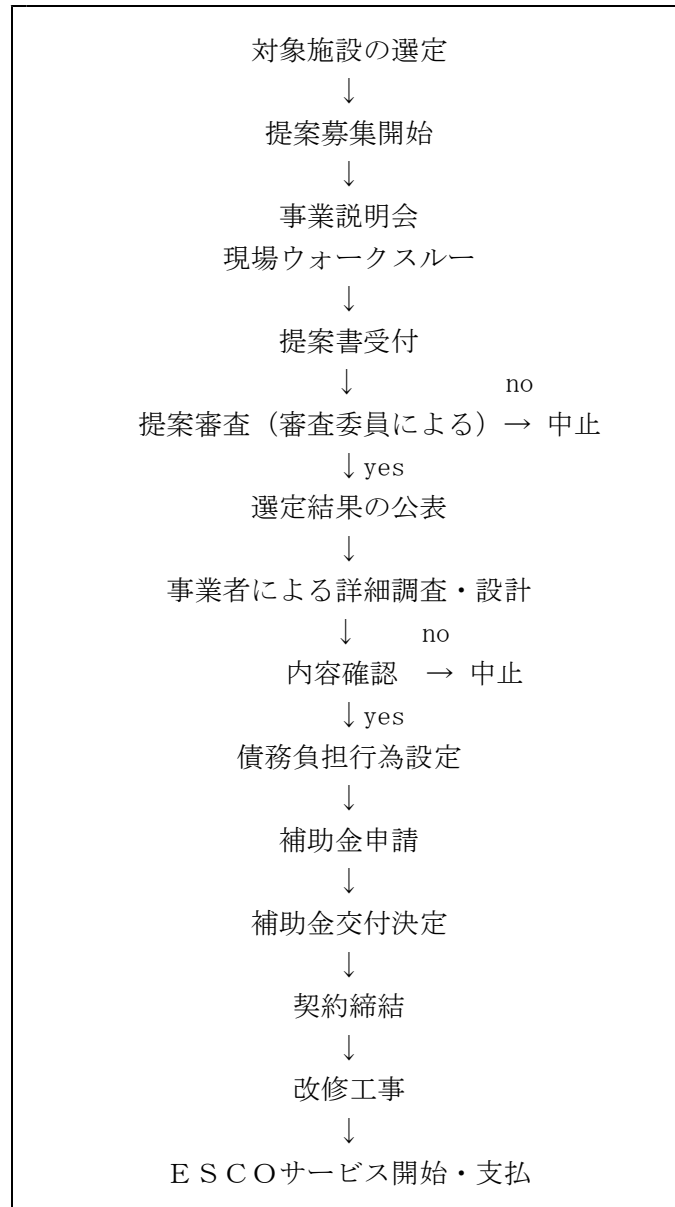 対象施設の選定
↓
提案募集開始
↓
事業説明会
現場ウォークスルー
↓
提案書受付
↓ no
提案審査（審査委員による）→ 中止
↓yes
選定結果の公表
↓
事業者による詳細調査・設計
↓ no
内容確認 → 中止
↓yes
債務負担行為設定
↓
補助金申請
↓
補助金交付決定
↓
契約締結
↓
改修工事
↓
ＥＳＣＯサービス開始・支払